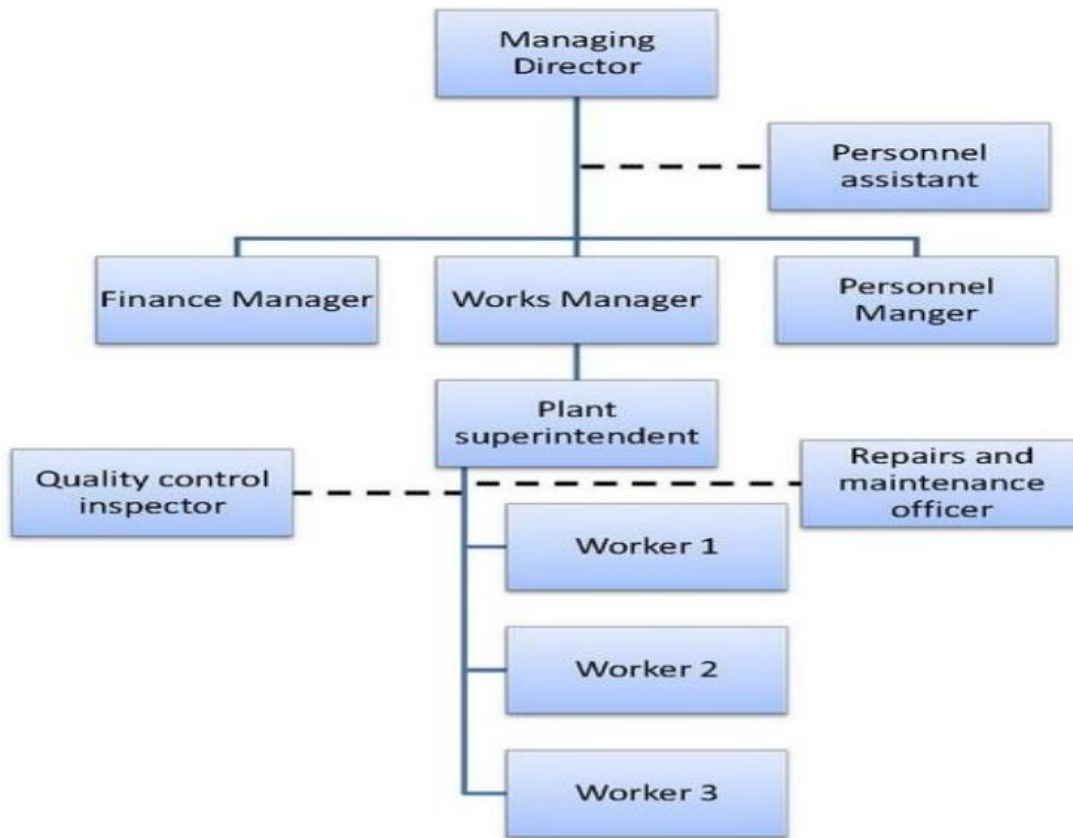 Managing
Director
Personnel
assistant
Finance Manager
Works Manager
Personnel
Manger
Plant
superintendent
Quality control
inspector
Repairs and
maintenance
officer
Worker 1
Worker 2
Worker 3